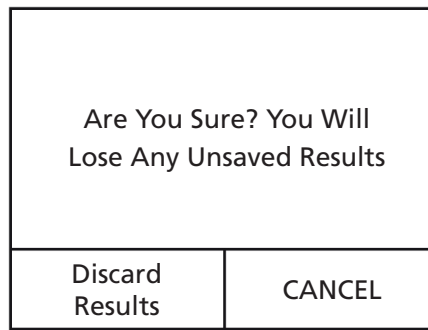 Are You Sure? You Will
Lose Any Unsaved Results
Discard
Results
CANCEL